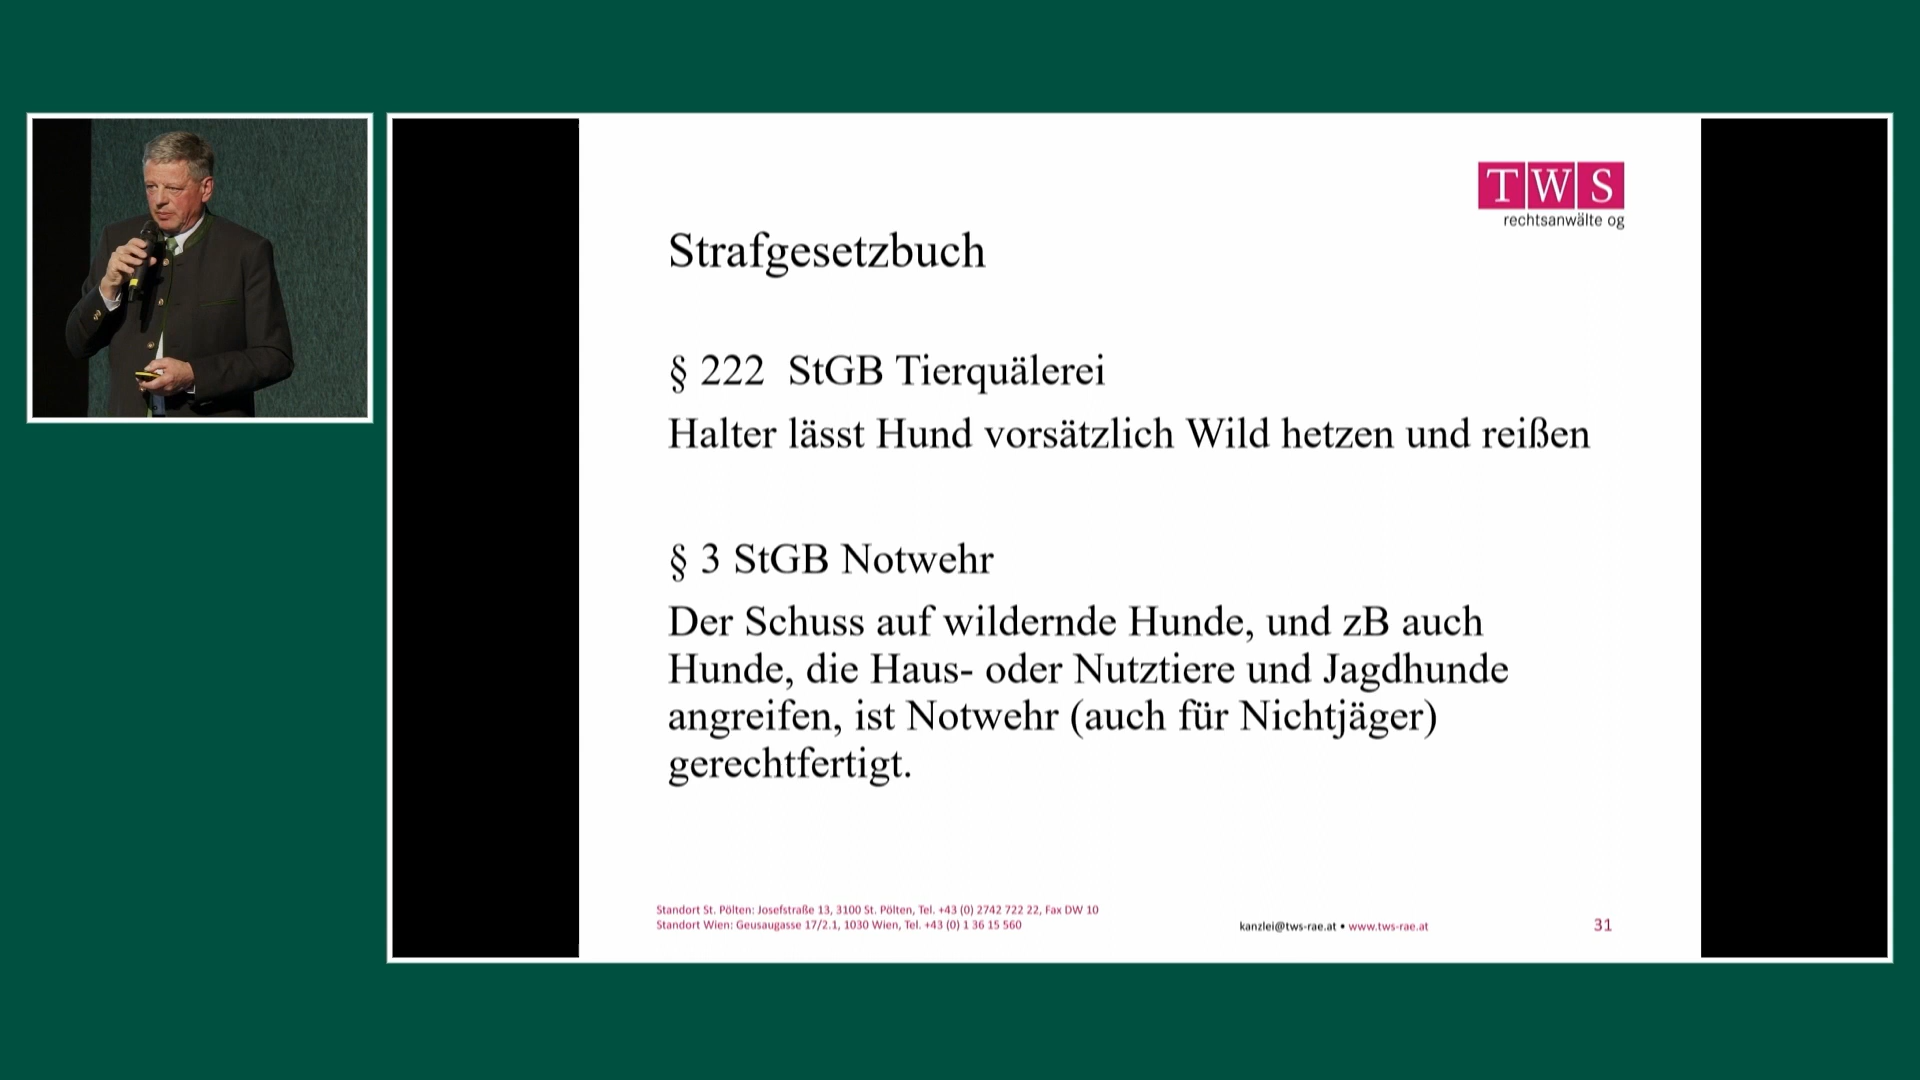 TWS
rechtsanwälte og
Strafgesetzbuch
§ 222 StGB Tierquälerei
Halter lässt Hund vorsätzlich Wild hetzen und reißen
§ 3 StGB Notwehr
Der Schuss auf wildernde Hunde, und zB auch
Hunde, die Haus- oder Nutztiere und Jagdhunde
angreifen, ist Notwehr (auch für Nichtjäger)
gerechtfertigt.
Standort St. Pölten: Josefstraße 13, 3100 St. Pölten, Tel. +43 (0) 2742 722 22, Fax DW 10
Standort Wien: Geusaugasse 17/2.1, 1030 Wien, Tel. +43 (0) 1 36 15 560
kanzlei@tws-rae.at • www.tws-rae.at
31